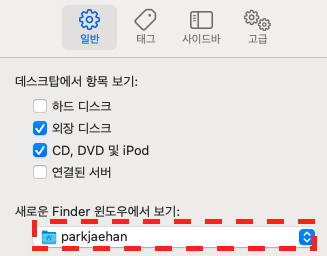 일반
태그
사이드바
고급
데스크탑에서 항목 보기:
하드 디스크
외장 디스크
CD, DVD 및 iPod
연결된 서버
새로운 Finder 윈도우에서 보기:
parkjaehan